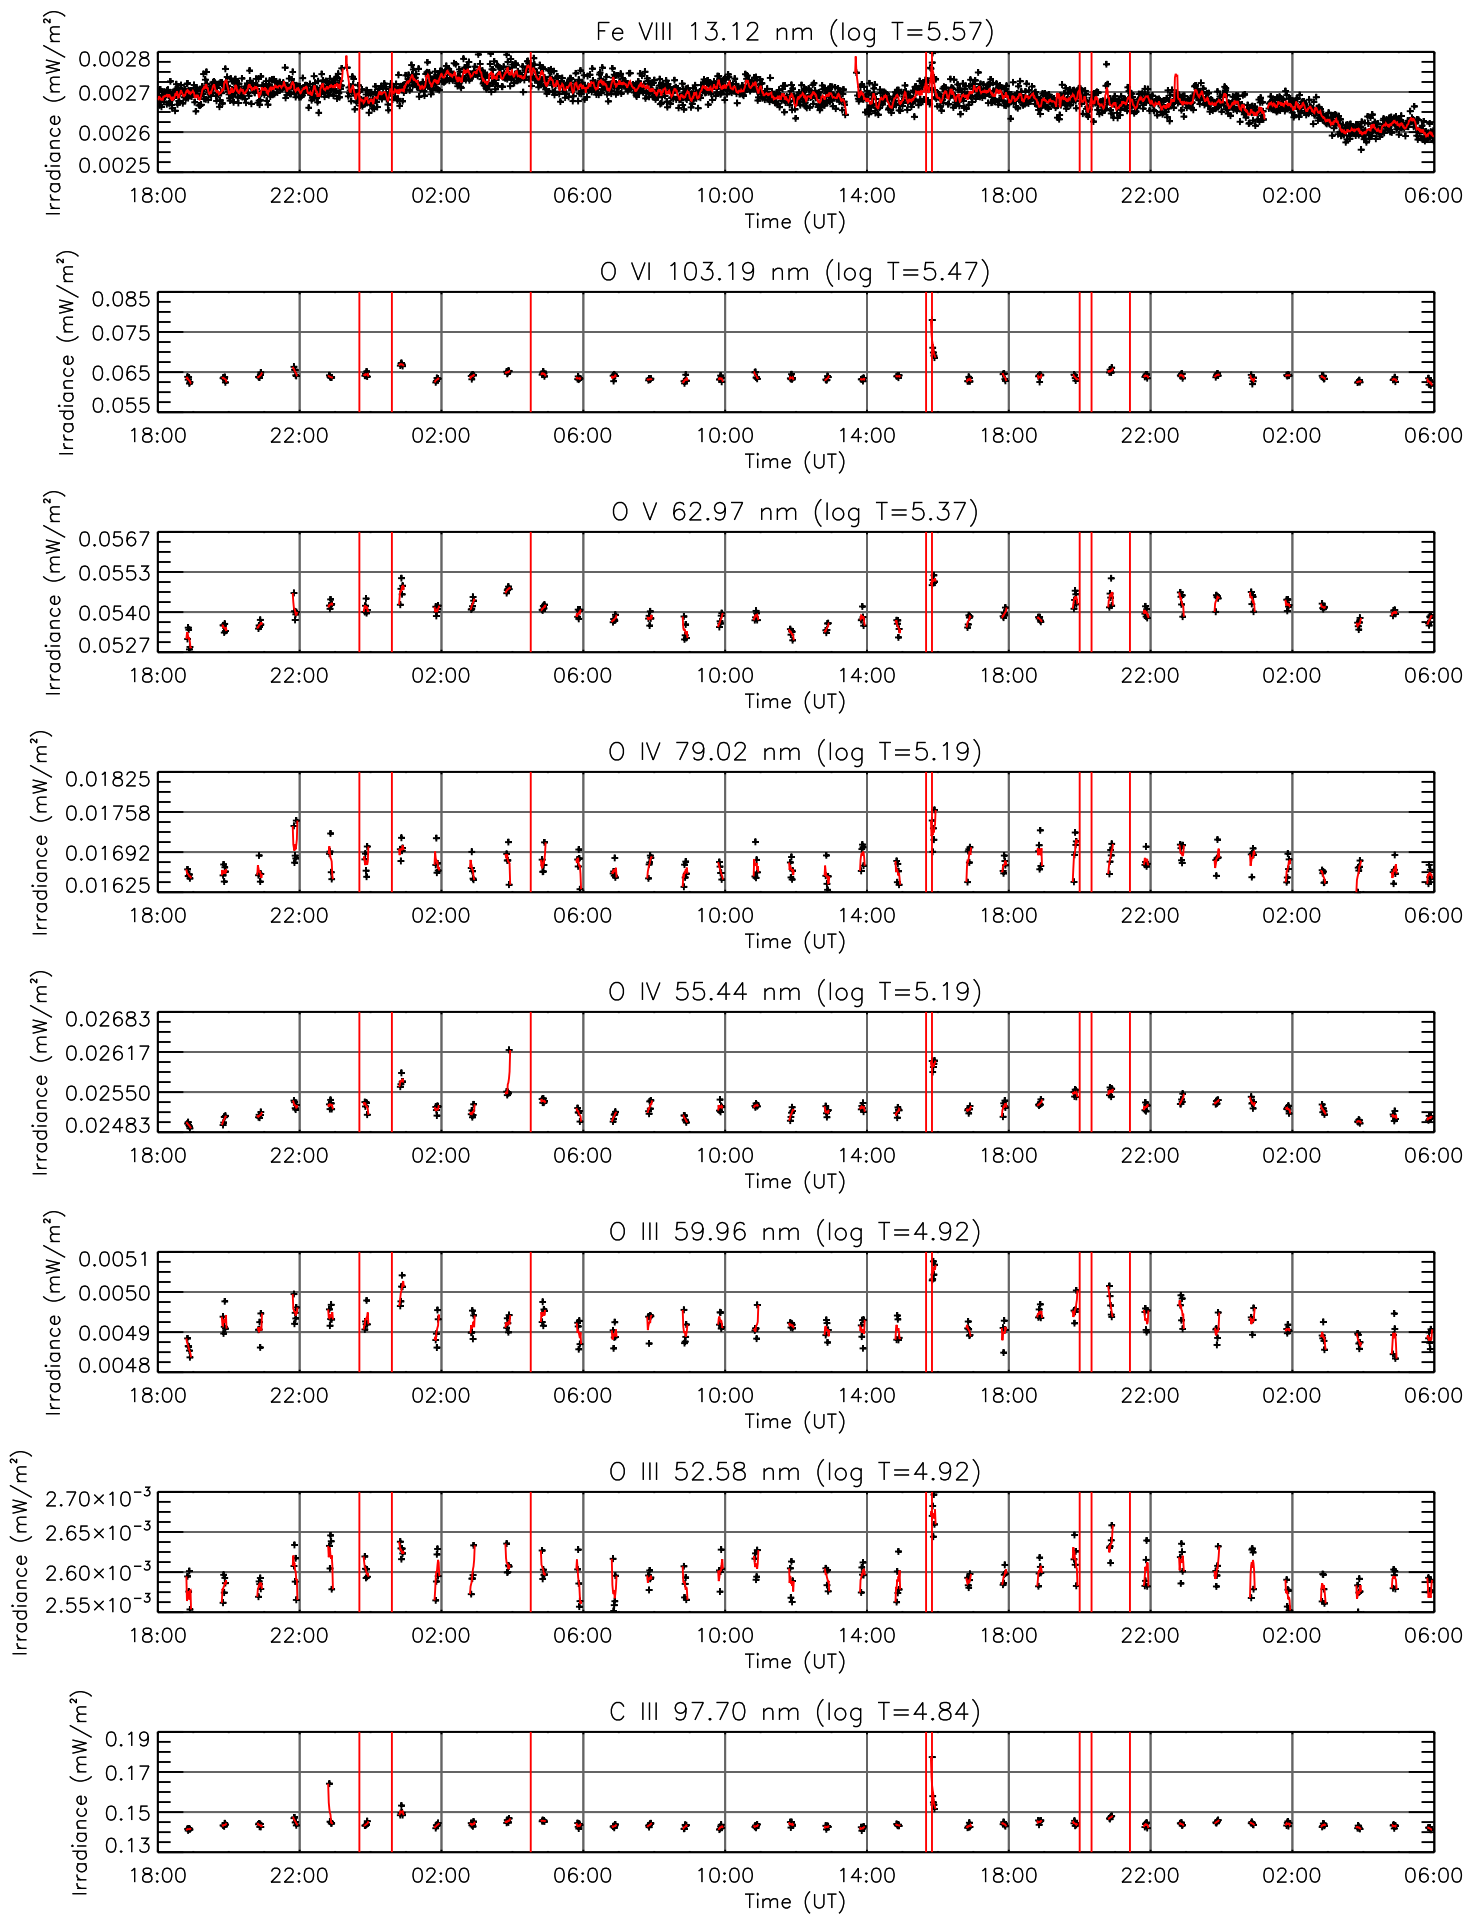 Fe VIII 13.12 nm (log T=5.57)
Irradiance (mW/m²)
0.0028
0.0027
0.0026
0.0025
18:00 22:00 02:00 06:00 10:00 14:00 18:00 22:00 02:00 06:00
Time (UT)
O VI 103.19 nm (log T=5.47)
Irradiance (mW/m²)
0.085
0.075
0.065
0.055
18:00 22:00 02:00 06:00 10:00 14:00 18:00 22:00 02:00 06:00
Time (UT)
O V 62.97 nm (log T=5.37)
Irradiance (mW/m²)
0.0567
0.0553
0.0540
0.0527
18:00 22:00 02:00 06:00 10:00 14:00 18:00 22:00 02:00 06:00
Time (UT)
O IV 79.02 nm (log T=5.19)
Irradiance (mW/m²)
0.01825
0.01758
0.01692
0.01625
18:00 22:00 02:00 06:00 10:00 14:00 18:00 22:00 02:00 06:00
Time (UT)
O IV 55.44 nm (log T=5.19)
Irradiance (mW/m²)
0.02683
0.02617
0.02550
0.02483
18:00 22:00 02:00 06:00 10:00 14:00 18:00 22:00 02:00 06:00
Time (UT)
O III 59.96 nm (log T=4.92)
Irradiance (mW/m²)
0.0051
0.0050
0.0049
0.0048
18:00 22:00 02:00 06:00 10:00 14:00 18:00 22:00 02:00 06:00
Time (UT)
O III 52.58 nm (log T=4.92)
Irradiance (mW/m²)
2.70×10⁻³
2.65×10⁻³
2.60×10⁻³
2.55×10⁻³
18:00 22:00 02:00 06:00 10:00 14:00 18:00 22:00 02:00 06:00
Time (UT)
C III 97.70 nm (log T=4.84)
Irradiance (mW/m²)
0.19
0.17
0.15
0.13
18:00 22:00 02:00 06:00 10:00 14:00 18:00 22:00 02:00 06:00
Time (UT)